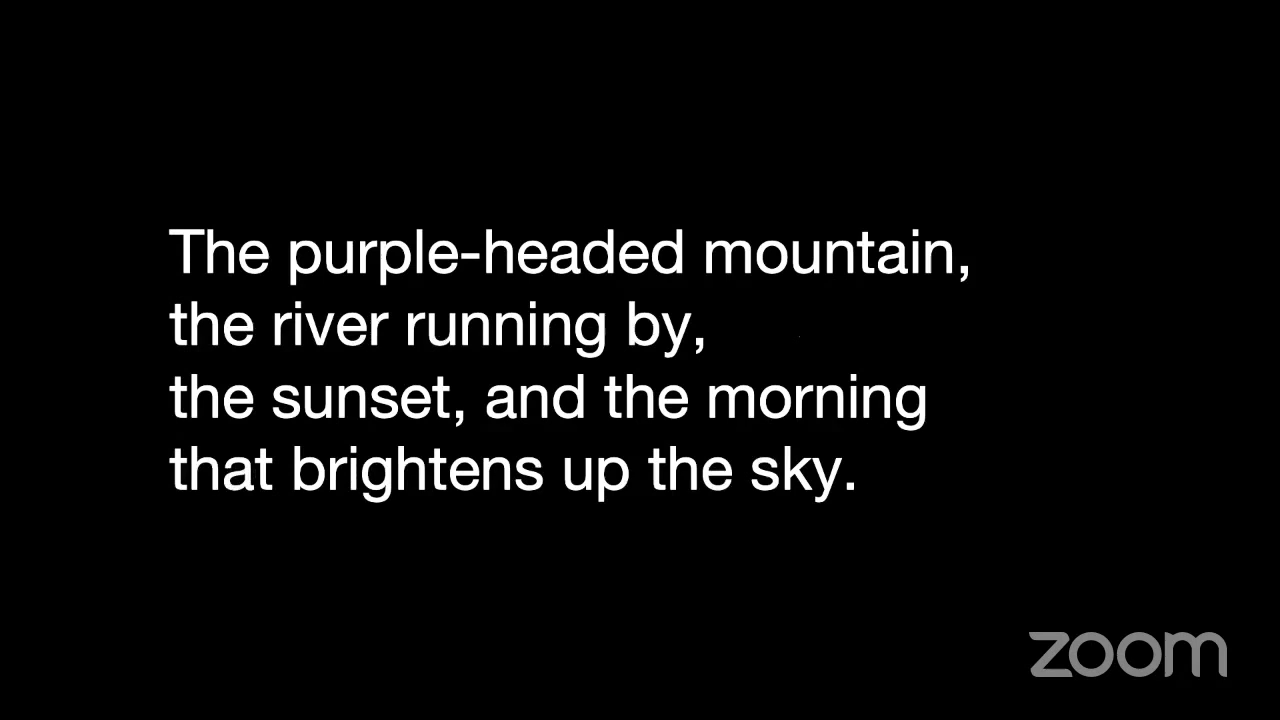 The purple-headed mountain,
the river running by,
the sunset, and the morning
that brightens up the sky.
zoom